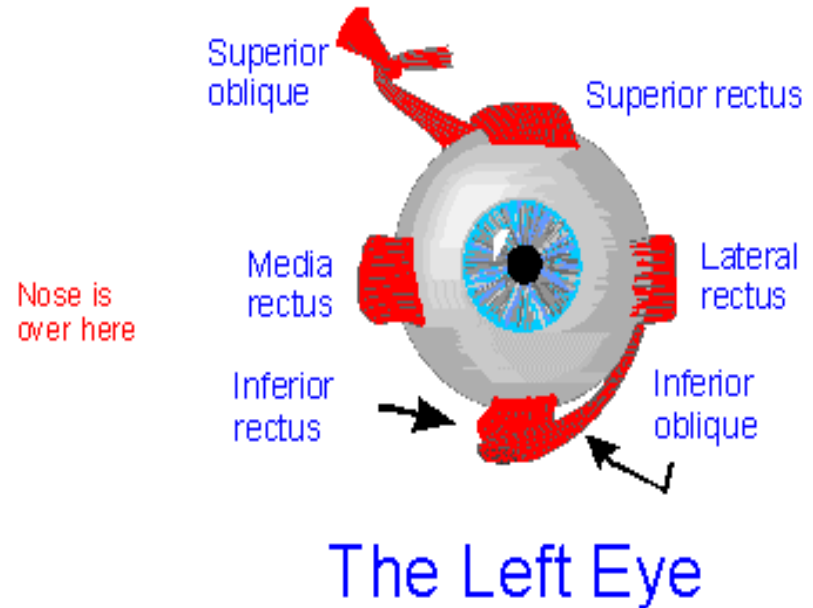 Superior
oblique
Superior rectus
Media
rectus
Lateral
rectus
Nose is
over here
Inferior
rectus
Inferior
oblique
The Left Eye